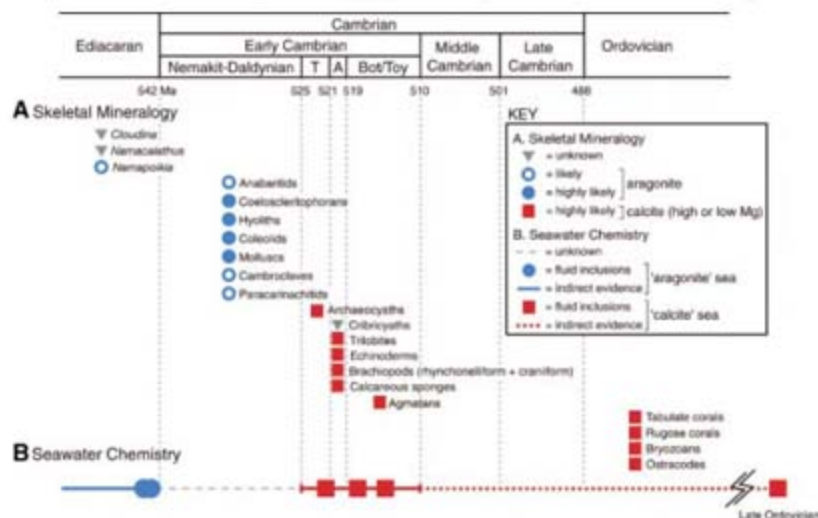 Cambrian
Ediacaran
Early Cambrian
Middle Cambrian
Late Cambrian
Ordovician
Nemakit-Daldynian
T
A
Bot/Toy
542 Ma
525
521
519
510
501
488
A Skeletal Mineralogy
Cloudina
Namacalathus
Namapoikia
Anabaritids
Coeloscleritophorans
Hyoliths
Coleolids
Molluscs
Cambroclaves
Paracarinachitids
Archaeocyaths
Cribricyaths
Trilobites
Echinoderms
Brachiopods (rhynchonelliform + craniiform)
Calcareous sponges
Agmatans
Tabulate corals
Rugose corals
Bryozoans
Ostracodes
KEY
A. Skeletal Mineralogy
= unknown
= likely
= highly likely
aragonite
= highly likely
calcite (high or low Mg)
B. Seawater Chemistry
= unknown
= fluid inclusions
= indirect evidence
'aragonite' sea
= fluid inclusions
= indirect evidence
'calcite' sea
B Seawater Chemistry
Late Ordovician